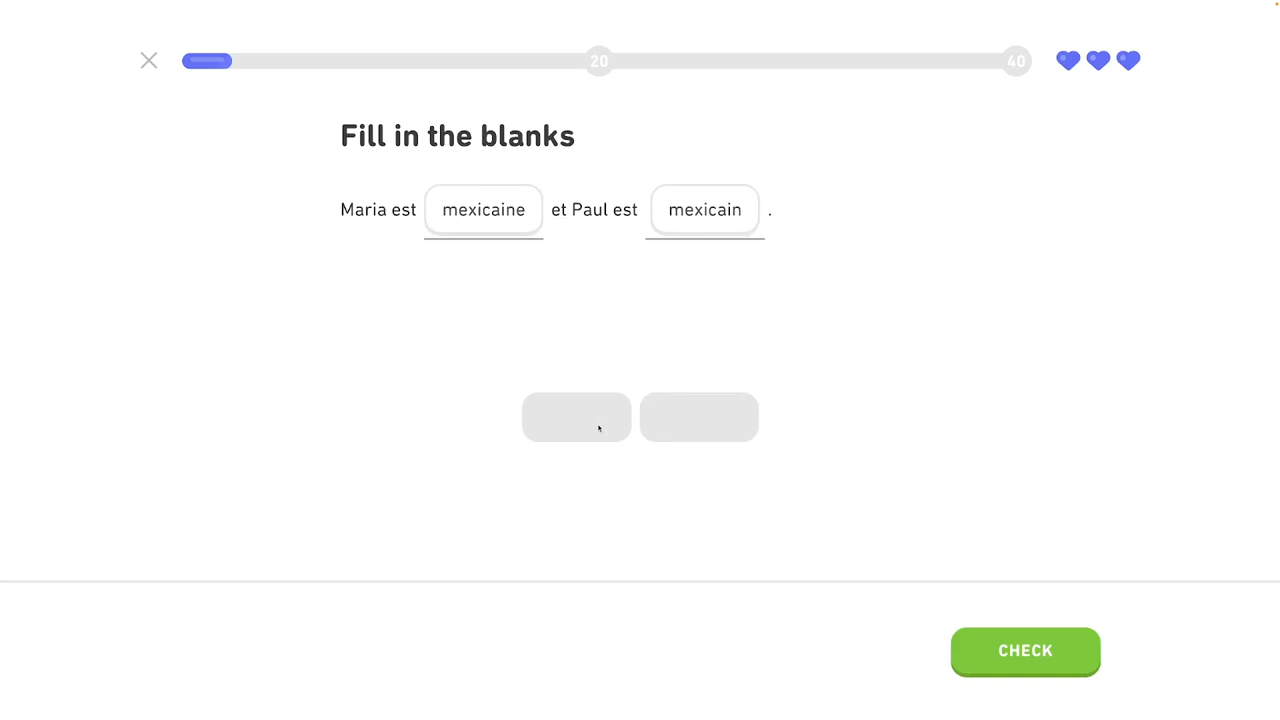 20
40
Fill in the blanks
Maria est mexicaine et Paul est mexicain .
CHECK